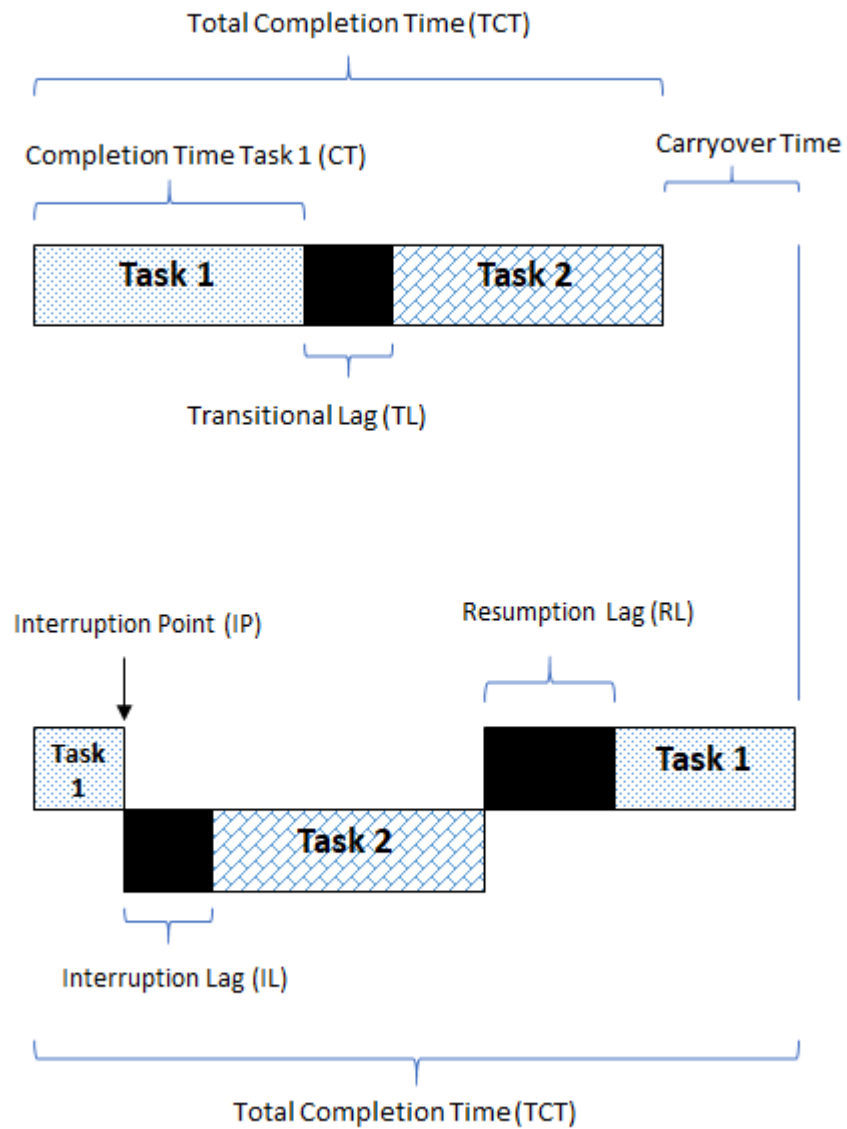 Total Completion Time (TCT)
Carryover Time
Completion Time Task 1 (CT)
Task 1
Task 2
Transitional Lag (TL)
Resumption Lag (RL)
Interruption Point (IP)
Task
1
Task 1
Task 2
Interruption Lag (IL)
Total Completion Time (TCT)